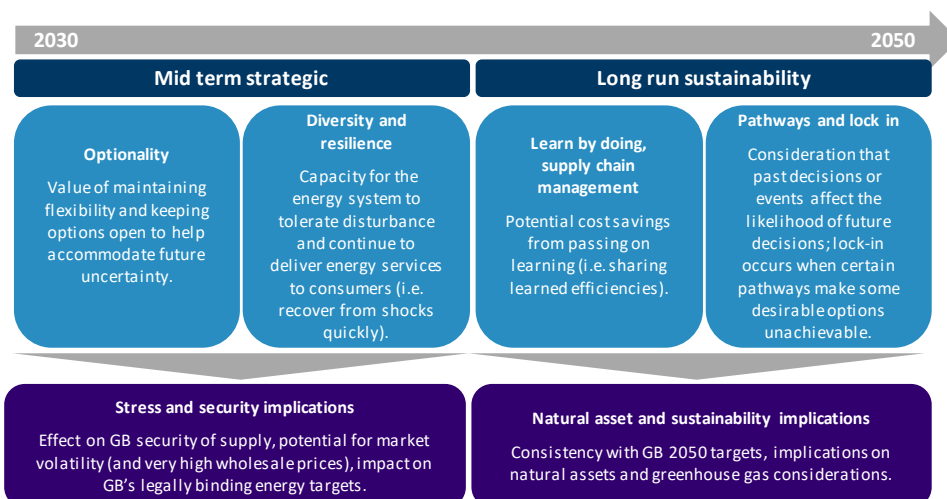 2030
2050
Mid term strategic
Long run sustainability
Optionality
Value of maintaining
flexibility and keeping
options open to help
accommodate future
uncertainty.
Diversity and
resilience
Capacity for the
energy system to
tolerate disturbance
and continue to
deliver energy services
to consumers (i.e.
recover from shocks
quickly).
Learn by doing,
supply chain
management
Potential cost savings
from passing on
learning (i.e. sharing
learned efficiencies).
Pathways and lock in
Consideration that
past decisions or
events affect the
likelihood of future
decisions; lock-in
occurs when certain
pathways make some
desirable options
unachievable.
Stress and security implications
Effect on GB security of supply, potential for market
volatility (and very high wholesale prices), impact on
GB's legally binding energy targets.
Natural asset and sustainability implications
Consistency with GB 2050 targets, implications on
natural assets and greenhouse gas considerations.